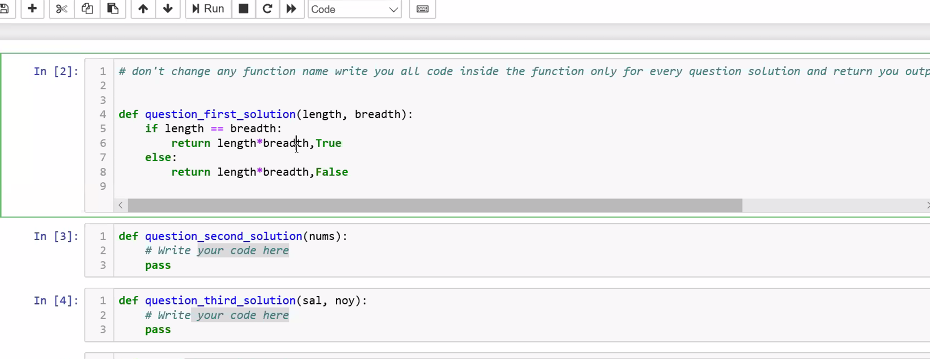 Run
Code
In [2]:
1 # don't change any function name write you all code inside the function only for every question solution and return you outp
2
3
4 def question_first_solution(length, breadth):
5 if length == breadth:
6 return length*breadth,True
7 else:
8 return length*breadth,False
9
In [3]:
1 def question_second_solution(nums):
2 # Write your code here
3 pass
In [4]:
1 def question_third_solution(sal, noy):
2 # Write your code here
3 pass